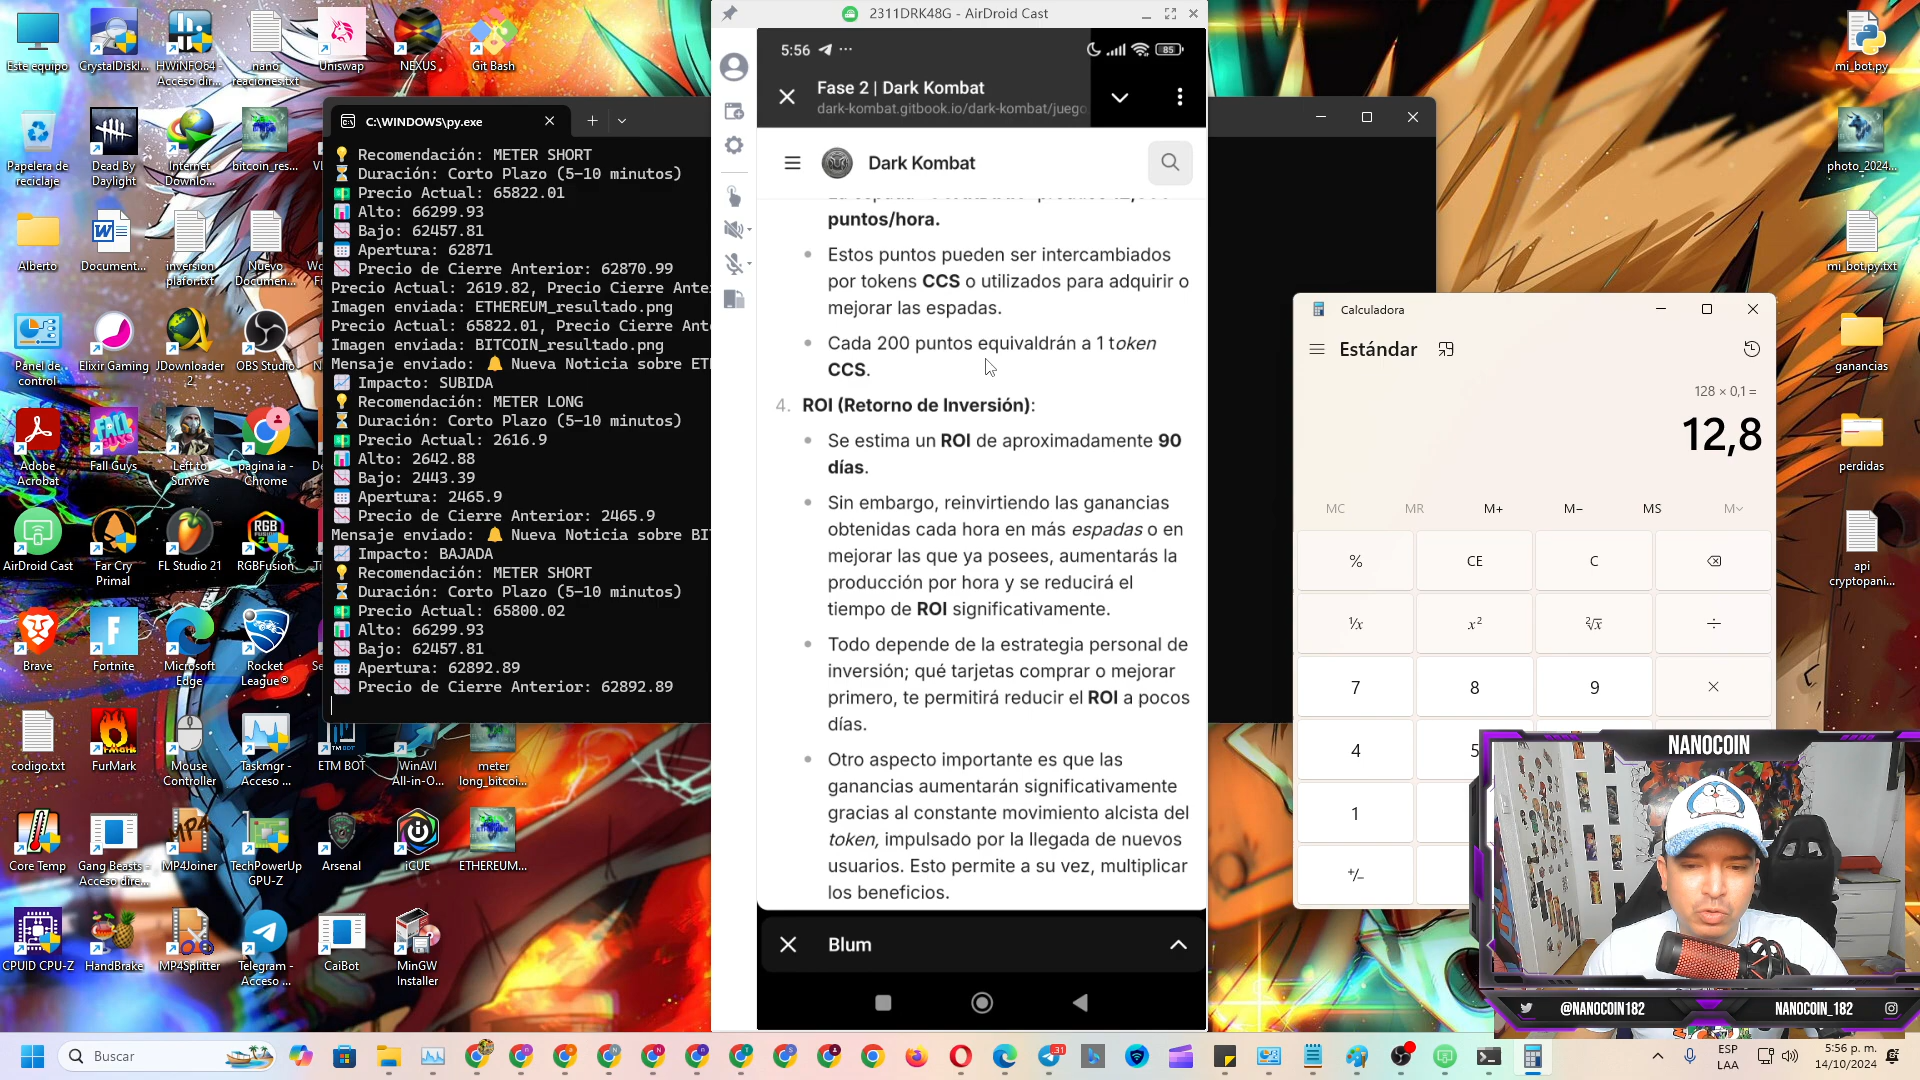 Este equipo
CrystalDiskI...
HWiNFO64 - Acceso dir...
nano reaciones.txt
Uniswap
NEXUS
Git Bash
Papelera de reciclaje
Dead By Daylight
Internet Downlo...
bitcoin_res...
Alberto
Document...
inversion plafor.txt
Nuevo Documen...
Panel de control
Elixir Gaming
JDownloader 2
OBS Studio
Adobe Acrobat
Fall Guys
Left to Survive
pagina ia - Chrome
AirDroid Cast
Far Cry Primal
FL Studio 21
RGBFusion
Brave
Fortnite
Microsoft Edge
Rocket League®
codigo.txt
FurMark
Mouse Controller
Taskmgr - Acceso ...
ETM BOT
WinAVI All-in-O...
meter long_bitcoi...
Core Temp
Gang Beasts - Acceso dire...
MP4Joiner
TechPowerUp GPU-Z
Arsenal
iCUE
ETHEREUM...
CPUID CPU-Z
HandBrake
MP4Splitter
Telegram - Acceso ...
CaiBot
MinGW Installer
C:\WINDOWS\py.exe
Recomendación: METER SHORT
Duración: Corto Plazo (5-10 minutos)
Precio Actual: 65822.01
Alto: 66299.93
Bajo: 62457.81
Apertura: 62871
Precio de Cierre Anterior: 62870.99
Precio Actual: 2619.82, Precio Cierre Ante
Imagen enviada: ETHEREUM_resultado.png
Precio Actual: 65822.01, Precio Cierre Ant
Imagen enviada: BITCOIN_resultado.png
Mensaje enviado: 🔔 Nueva Noticia sobre ET
Impacto: SUBIDA
Recomendación: METER LONG
Duración: Corto Plazo (5-10 minutos)
Precio Actual: 2616.9
Alto: 2642.88
Bajo: 2443.39
Apertura: 2465.9
Precio de Cierre Anterior: 2465.9
Mensaje enviado: 🔔 Nueva Noticia sobre BI
Impacto: BAJADA
Recomendación: METER SHORT
Duración: Corto Plazo (5-10 minutos)
Precio Actual: 65800.02
Alto: 66299.93
Bajo: 62457.81
Apertura: 62892.89
Precio de Cierre Anterior: 62892.89
2311DRK48G - AirDroid Cast
5:56
85
Fase 2 | Dark Kombat
dark-kombat.gitbook.io/dark-kombat/juego
Dark Kombat
puntos/hora.
Estos puntos pueden ser intercambiados
por tokens CCS o utilizados para adquirir o
mejorar las espadas.
Cada 200 puntos equivaldrán a 1 token
CCS.
4. ROI (Retorno de Inversión):
Se estima un ROI de aproximadamente 90
días.
Sin embargo, reinvirtiendo las ganancias
obtenidas cada hora en más espadas o en
mejorar las que ya posees, aumentarás la
producción por hora y se reducirá el
tiempo de ROI significativamente.
Todo depende de la estrategia personal de
inversión; qué tarjetas comprar o mejorar
primero, te permitirá reducir el ROI a pocos
días.
Otro aspecto importante es que las
ganancias aumentarán significativamente
gracias al constante movimiento alcista del
token, impulsado por la llegada de nuevos
usuarios. Esto permite a su vez, multiplicar
los beneficios.
Blum
Calculadora
Estándar
128 × 0,1 =
12,8
MC MR M+ M− MS M˅
% CE C
¹/x x² ²√x ÷
7 8 9 ×
4 5
1
+/−
mi_bot.py
photo_2024...
mi_bot.py.txt
ganancias
perdidas
api cryptopani...
NANOCOIN
@NANOCOIN182
NANOCOIN_182
Buscar
31
ESP
LAA
5:56 p. m.
14/10/2024